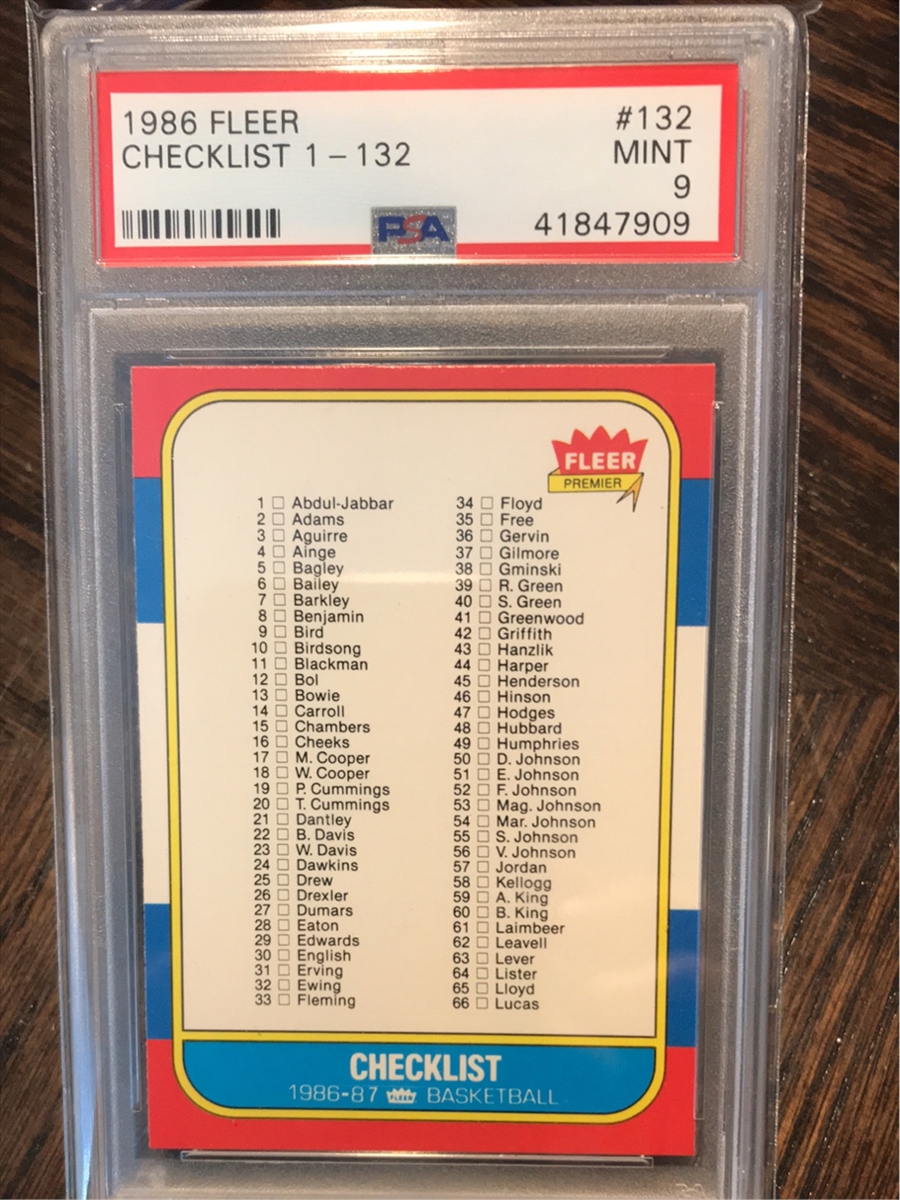 1986 FLEER #132
CHECKLIST 1 – 132 MINT
9
PSA 41847909
FLEER
PREMIER
1 □ Abdul-Jabbar
2 □ Adams
3 □ Aguirre
4 □ Ainge
5 □ Bagley
6 □ Bailey
7 □ Barkley
8 □ Benjamin
9 □ Bird
10 □ Birdsong
11 □ Blackman
12 □ Bol
13 □ Bowie
14 □ Carroll
15 □ Chambers
16 □ Cheeks
17 □ M. Cooper
18 □ W. Cooper
19 □ P. Cummings
20 □ T. Cummings
21 □ Dantley
22 □ B. Davis
23 □ W. Davis
24 □ Dawkins
25 □ Drew
26 □ Drexler
27 □ Dumars
28 □ Eaton
29 □ Edwards
30 □ English
31 □ Erving
32 □ Ewing
33 □ Fleming
34 □ Floyd
35 □ Free
36 □ Gervin
37 □ Gilmore
38 □ Gminski
39 □ R. Green
40 □ S. Green
41 □ Greenwood
42 □ Griffith
43 □ Hanzlik
44 □ Harper
45 □ Henderson
46 □ Hinson
47 □ Hodges
48 □ Hubbard
49 □ Humphries
50 □ D. Johnson
51 □ E. Johnson
52 □ F. Johnson
53 □ Mag. Johnson
54 □ Mar. Johnson
55 □ S. Johnson
56 □ V. Johnson
57 □ Jordan
58 □ Kellogg
59 □ A. King
60 □ B. King
61 □ Laimbeer
62 □ Leavell
63 □ Lever
64 □ Lister
65 □ Lloyd
66 □ Lucas
CHECKLIST
1986-87 FLEER BASKETBALL